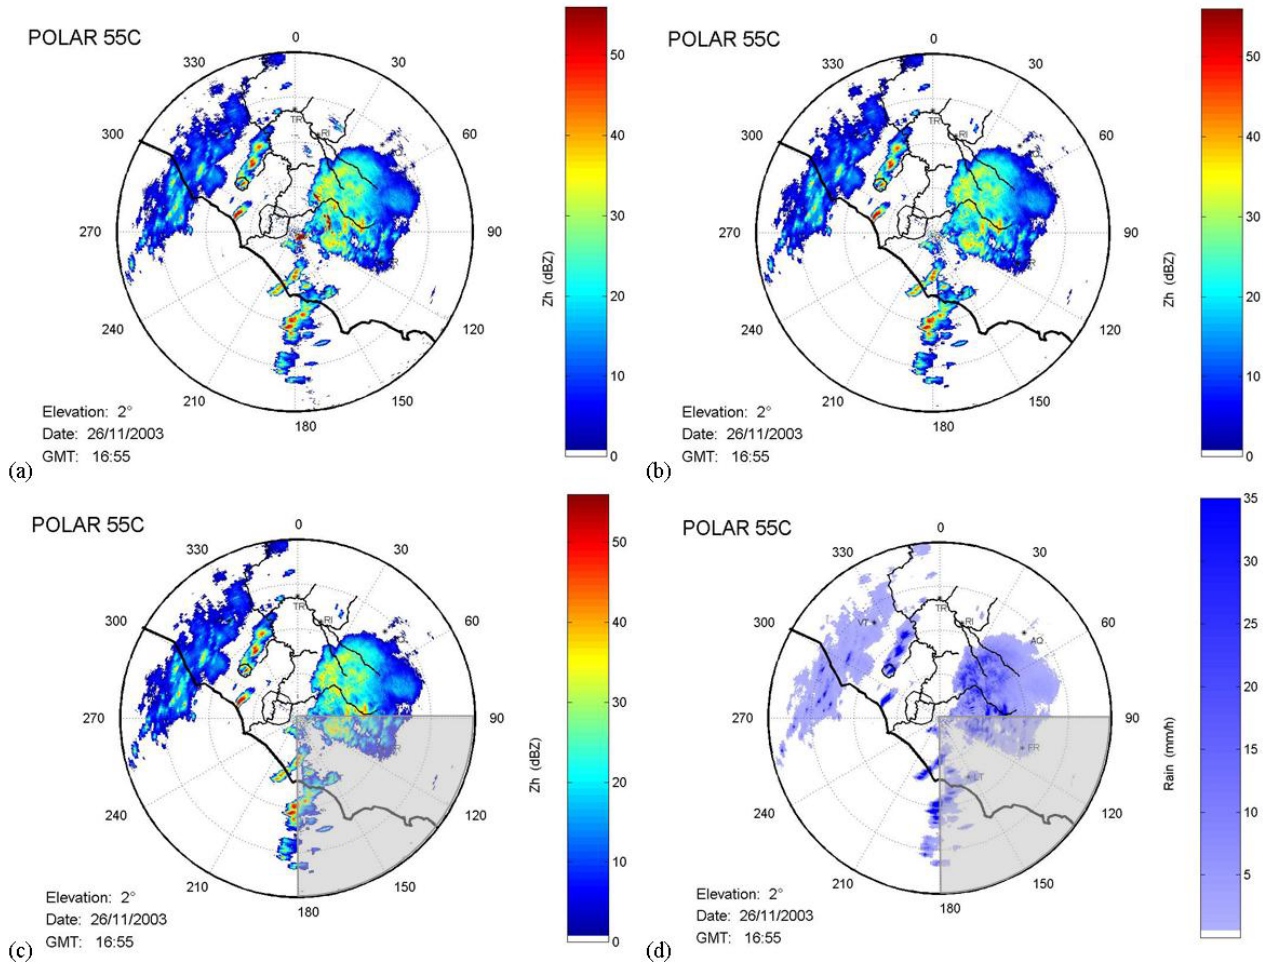 POLAR 55C
0
30
60
90
120
150
180
210
240
270
300
330
TR
RI
Elevation: 2°
Date: 26/11/2003
GMT: 16:55
(a)
50
40
30
20
10
0
Zh (dBZ)
POLAR 55C
0
30
60
90
120
150
180
210
240
270
300
330
TR
RI
Elevation: 2°
Date: 26/11/2003
GMT: 16:55
(b)
50
40
30
20
10
0
Zh (dBZ)
POLAR 55C
0
30
60
90
120
150
180
210
240
270
300
330
TR
RI
Elevation: 2°
Date: 26/11/2003
GMT: 16:55
(c)
50
40
30
20
10
0
Zh (dBZ)
POLAR 55C
0
30
60
90
120
150
180
210
240
270
300
330
TR
RI
VT
AQ
FR
Elevation: 2°
Date: 26/11/2003
GMT: 16:55
(d)
35
30
25
20
15
10
5
Rain (mm/h)